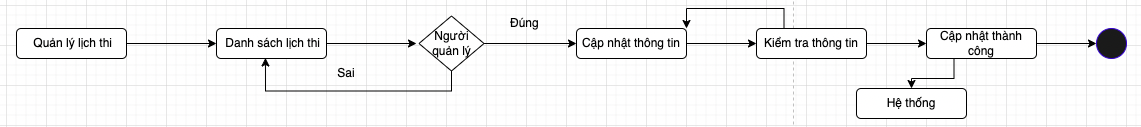 Quản lý lịch thi
Danh sách lịch thi
Người
quản lý
Đúng
Sai
Cập nhật thông tin
Kiểm tra thông tin
Cập nhật thành
công
Hệ thống